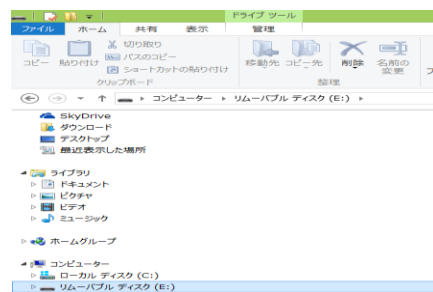 ドライブ ツール
ファイル ホーム 共有 表示 管理
コピー 貼り付け 切り取り パスのコピー ショートカットの貼り付け 移動先 コピー先 削除 名前の変更
クリップボード 整理
コンピューター リムーバブル ディスク (E:)
SkyDrive
ダウンロード
デスクトップ
最近表示した場所
ライブラリ
ドキュメント
ピクチャ
ビデオ
ミュージック
ホームグループ
コンピューター
ローカル ディスク (C:)
リムーバブル ディスク (E:)